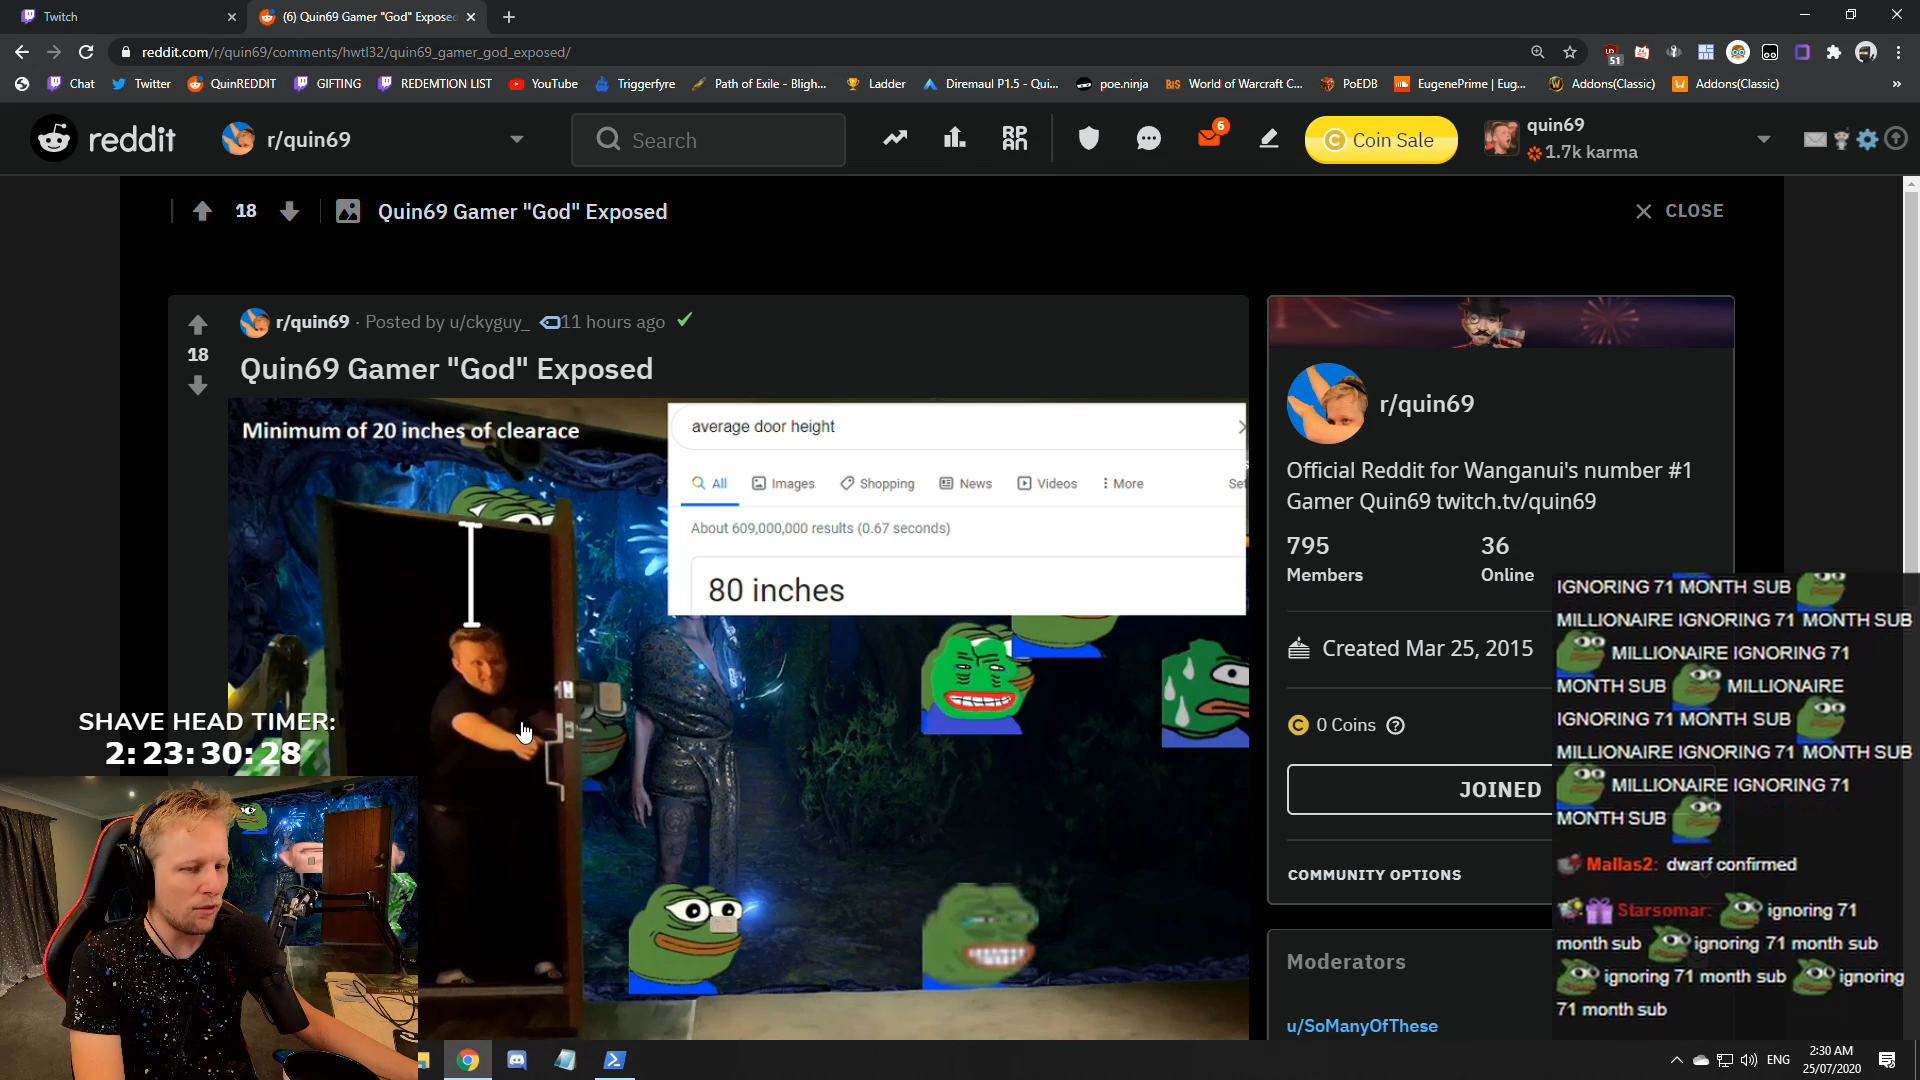 Twitch
(6) Quin69 Gamer "God" Exposed
reddit.com/r/quin69/comments/hwtl32/quin69_gamer_god_exposed/
51
Chat
Twitter
QuinREDDIT
GIFTING
REDEMTION LIST
YouTube
Triggerfyre
Path of Exile - Bligh...
Ladder
Diremaul P1.5 - Qui...
poe.ninja
BiS World of Warcraft C...
PoEDB
EugenePrime | Eug...
Addons(Classic)
Addons(Classic)
reddit
r/quin69
Search
6
Coin Sale
quin69
1.7k karma
18
Quin69 Gamer "God" Exposed
CLOSE
r/quin69 · Posted by u/ckyguy_ 11 hours ago
18
Quin69 Gamer "God" Exposed
Minimum of 20 inches of clearace
average door height
All
Images
Shopping
News
Videos
More
Set
About 609,000,000 results (0.67 seconds)
80 inches
r/quin69
Official Reddit for Wanganui's number #1
Gamer Quin69 twitch.tv/quin69
795
36
Members
Online
Created Mar 25, 2015
0 Coins
JOINED
COMMUNITY OPTIONS
Moderators
u/SoManyOfThese
SHAVE HEAD TIMER:
2: 23: 30: 28
IGNORING 71 MONTH SUB
MILLIONAIRE IGNORING 71 MONTH SUB
MILLIONAIRE IGNORING 71
MONTH SUB MILLIONAIRE
IGNORING 71 MONTH SUB
MILLIONAIRE IGNORING 71 MONTH SUB
MILLIONAIRE IGNORING 71
MONTH SUB
Mallas2: dwarf confirmed
Starsomar: ignoring 71
month sub ignoring 71 month sub
ignoring 71 month sub ignoring
71 month sub
ENG
2:30 AM
25/07/2020